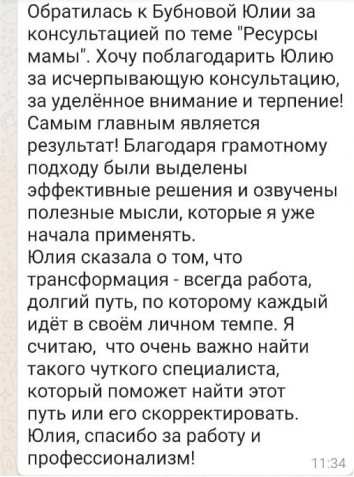 Обратилась к Бубновой Юлии за
консультацией по теме "Ресурсы
мамы". Хочу поблагодарить Юлию
за исчерпывающую консультацию,
за уделённое внимание и терпение!
Самым главным является
результат! Благодаря грамотному
подходу были выделены
эффективные решения и озвучены
полезные мысли, которые я уже
начала применять.
Юлия сказала о том, что
трансформация - всегда работа,
долгий путь, по которому каждый
идёт в своём личном темпе. Я
считаю,  что очень важно найти
такого чуткого специалиста,
который поможет найти этот
путь или его скорректировать.
Юлия, спасибо за работу и
профессионализм!
11:34